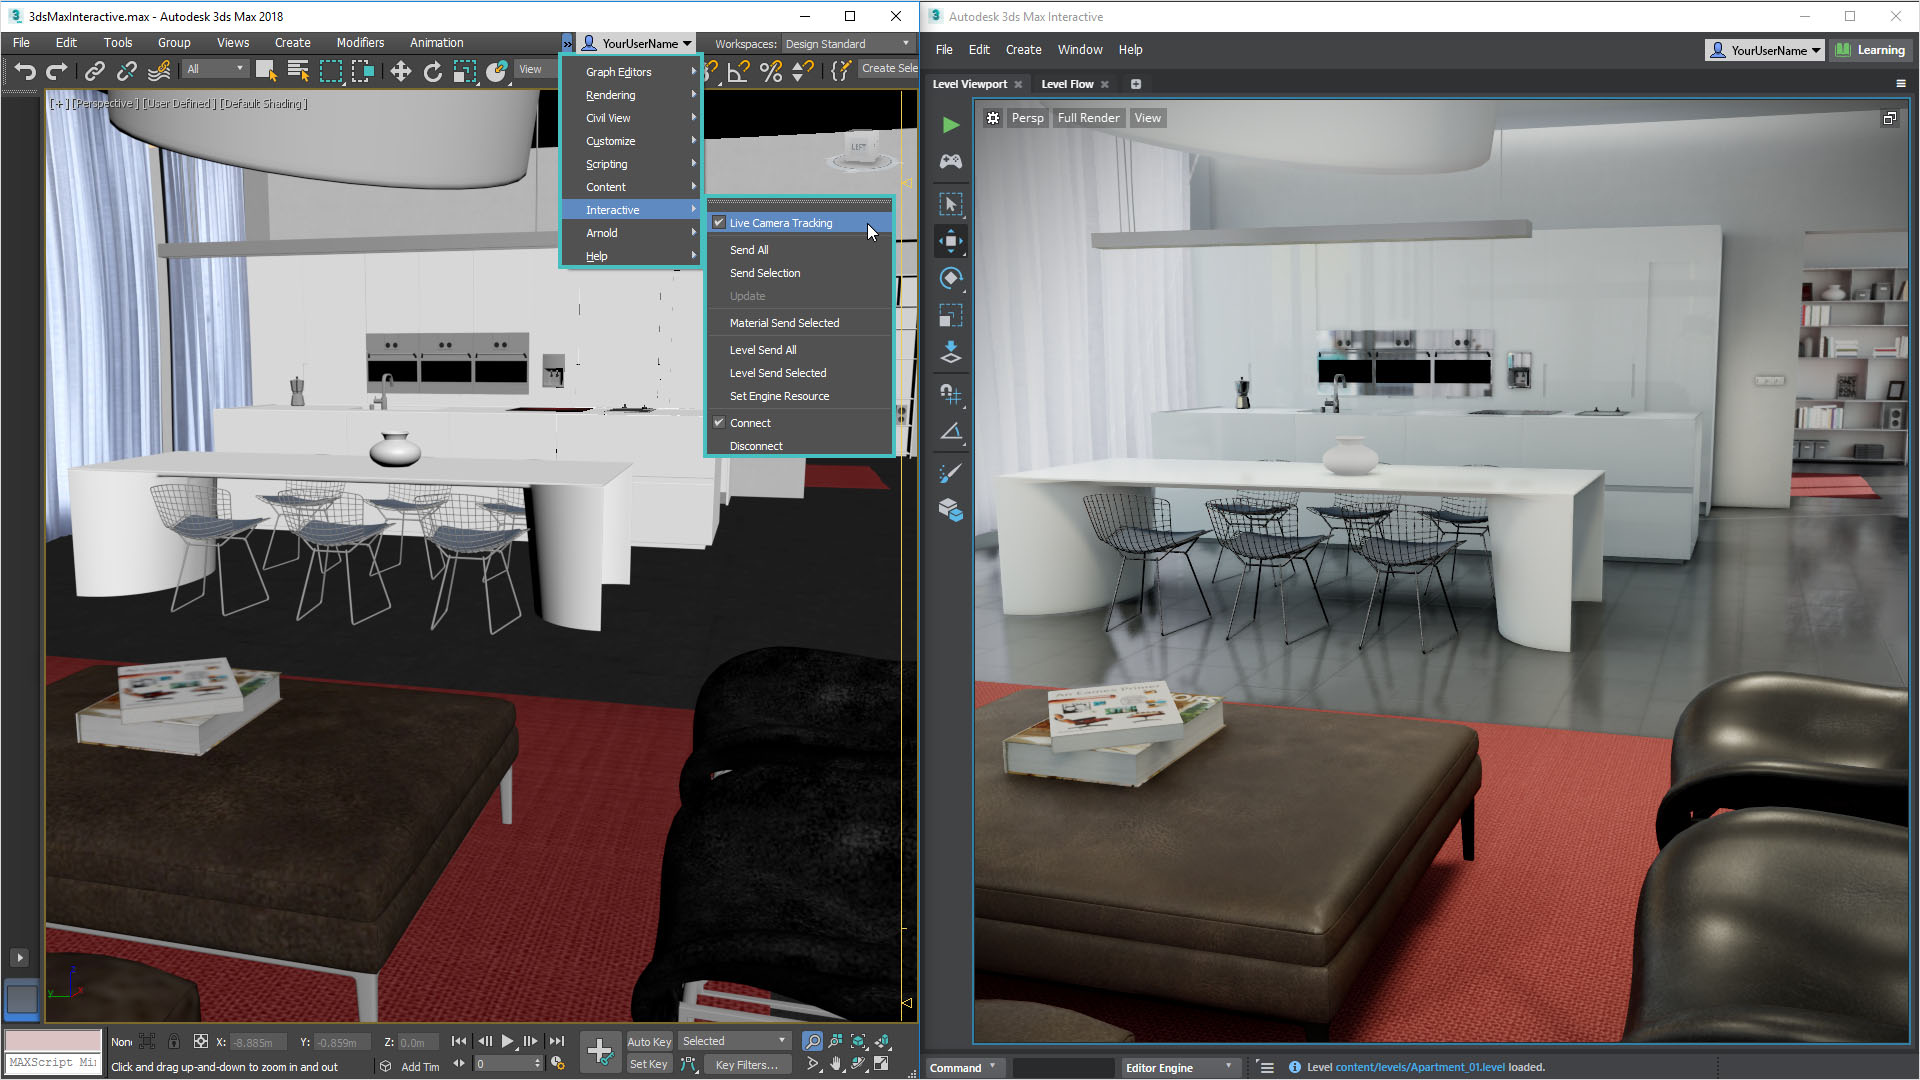 3dsMaxInteractive.max - Autodesk 3ds Max 2018
File Edit Tools Group Views Create Modifiers Animation » YourUserName Workspaces: Design Standard
All View Create Sele
[+] [Perspective ] [User Defined ] [Default Shading ]
Graph Editors
Rendering
Civil View
Customize
Scripting
Content
Interactive
Arnold
Help
Live Camera Tracking
Send All
Send Selection
Update
Material Send Selected
Level Send All
Level Send Selected
Set Engine Resource
Connect
Disconnect
LEFT
z
y
x
MAXScript Mi
None X: -8.885m Y: -0.859m Z: 0.0m
Click and drag up-and-down to zoom in and out
Add Tim
0
Auto Key Selected
Set Key Key Filters...
Autodesk 3ds Max Interactive
File Edit Create Window Help YourUserName Learning
Level Viewport Level Flow
Persp Full Render View
An Eames Primer
Command Editor Engine Level content/levels/Apartment_01.level loaded.